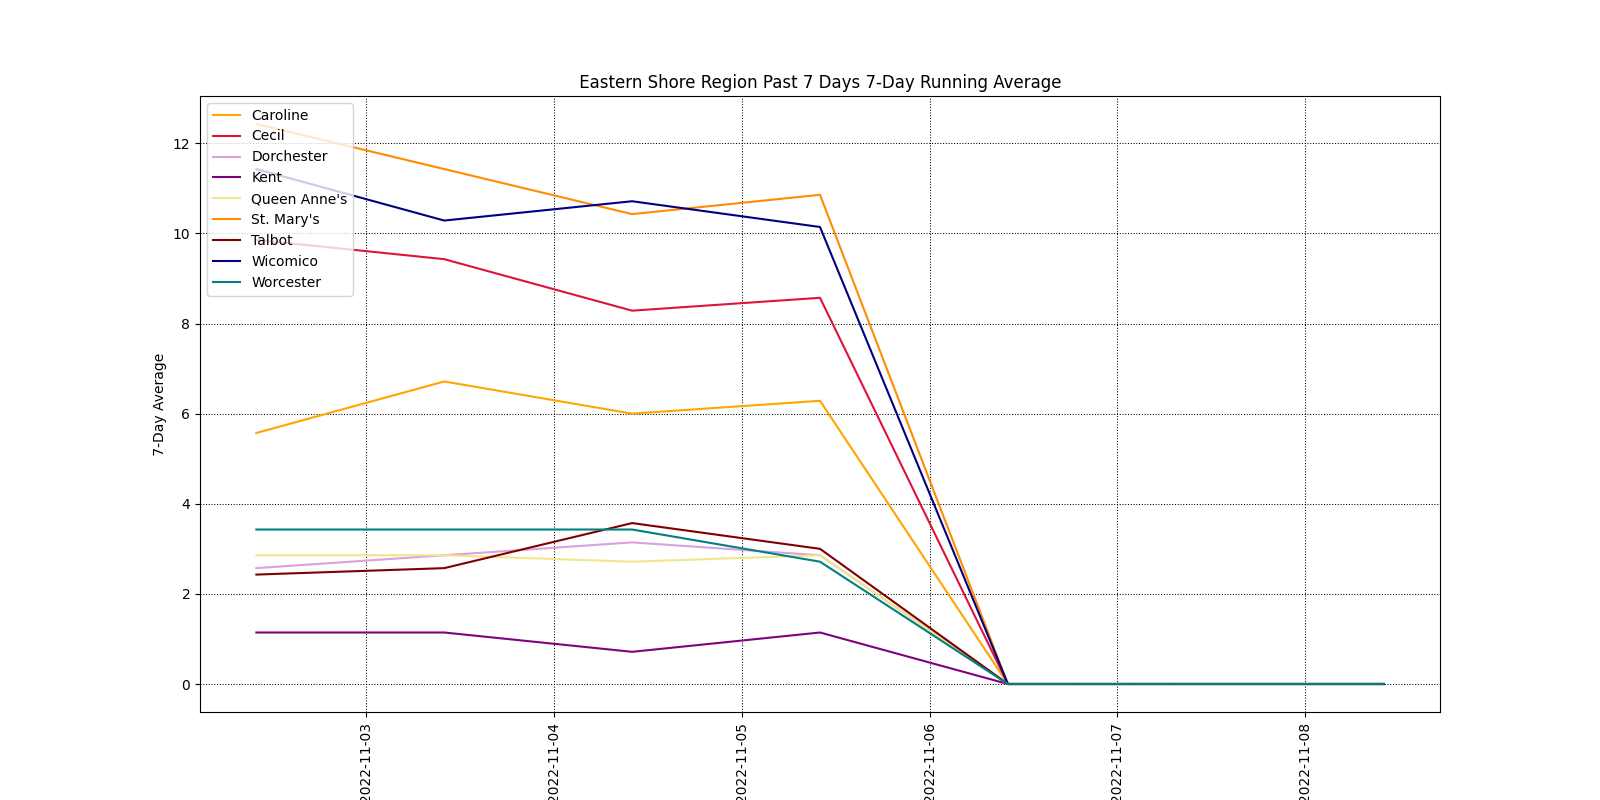 Eastern Shore Region Past 7 Days 7-Day Running Average
Caroline
Cecil
Dorchester
Kent
Queen Anne's
St. Mary's
Talbot
Wicomico
Worcester
7-Day Average
12
10
8
6
4
2
0
2022-11-03
2022-11-04
2022-11-05
2022-11-06
2022-11-07
2022-11-08